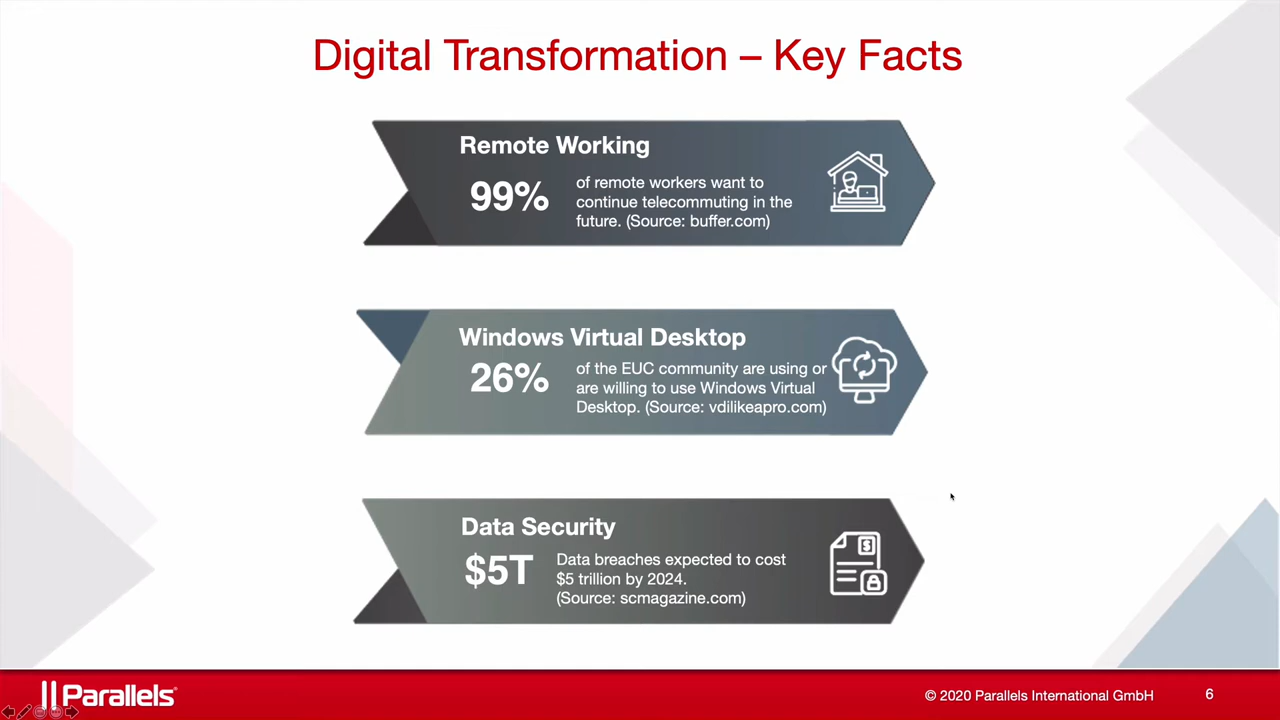 Digital Transformation – Key Facts
Remote Working
99%
of remote workers want to
continue telecommuting in the
future. (Source: buffer.com)
Windows Virtual Desktop
26%
of the EUC community are using or
are willing to use Windows Virtual
Desktop. (Source: vdilikeapro.com)
Data Security
$5T
Data breaches expected to cost
$5 trillion by 2024.
(Source: scmagazine.com)
$
Parallels®
© 2020 Parallels International GmbH
6